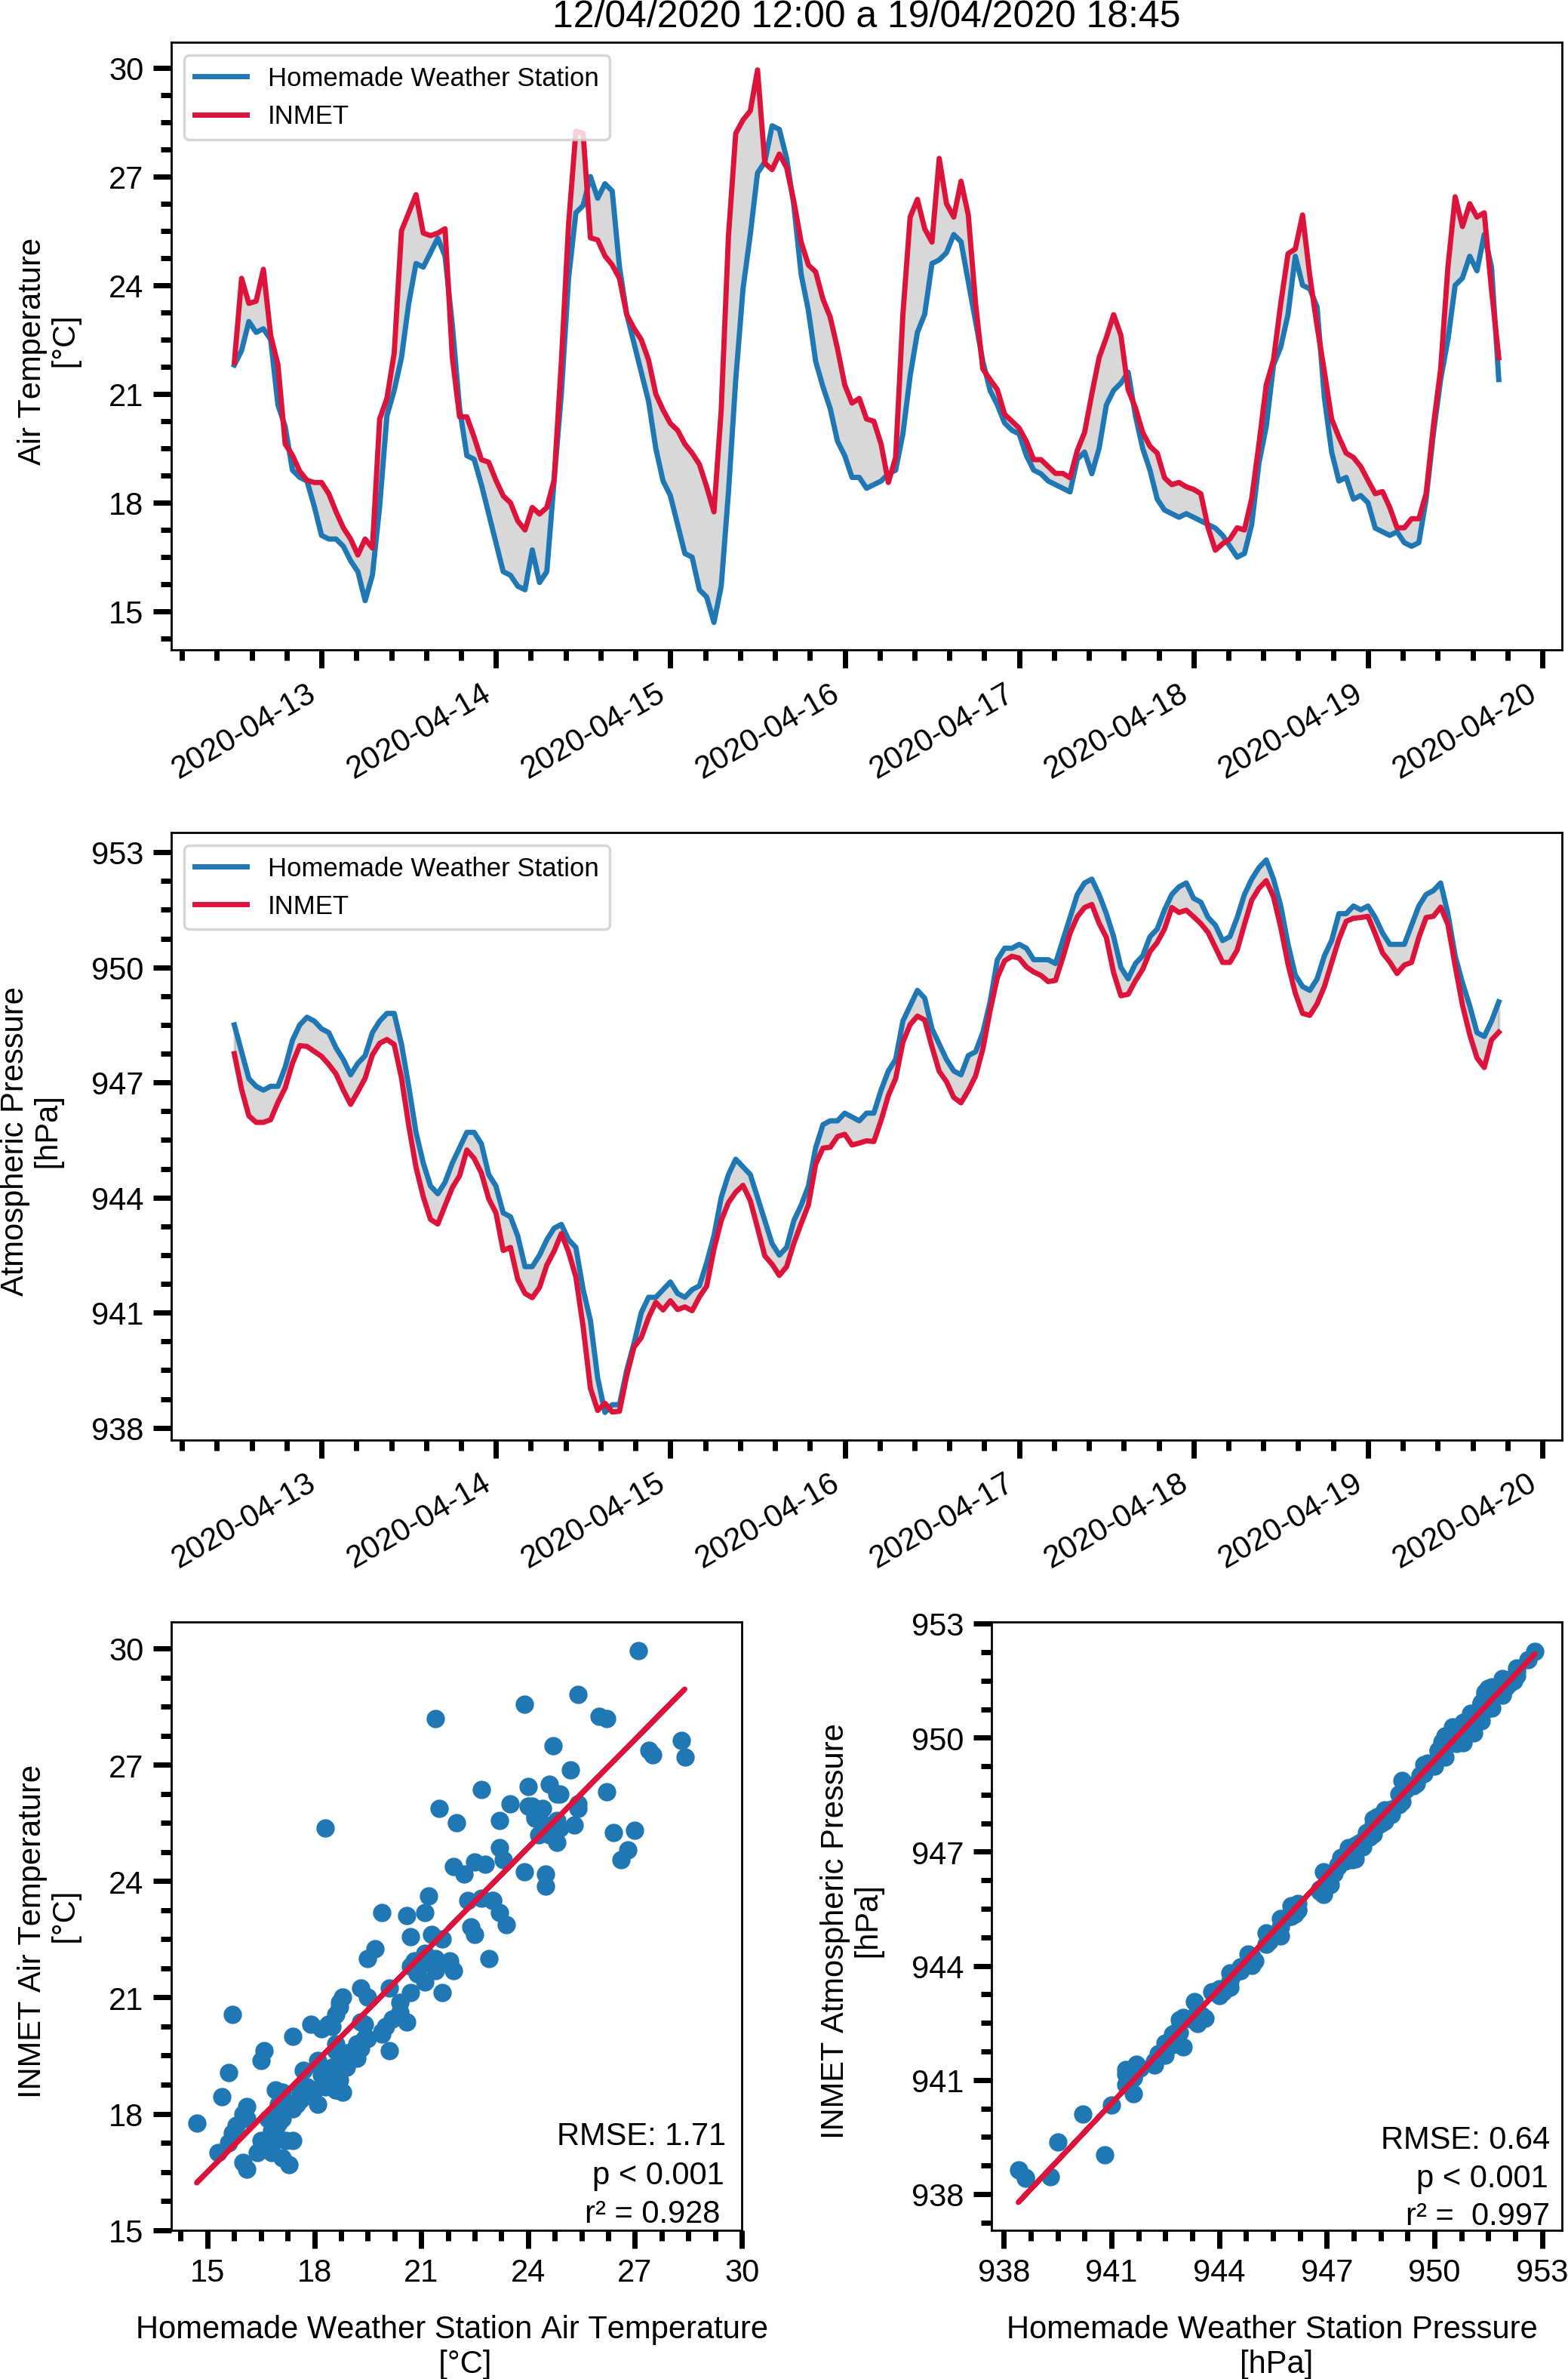 12/04/2020 12:00 a 19/04/2020 18:45
Homemade Weather Station
INMET
Air Temperature
[°C]
30
27
24
21
18
15
2020-04-13
2020-04-14
2020-04-15
2020-04-16
2020-04-17
2020-04-18
2020-04-19
2020-04-20
Homemade Weather Station
INMET
Atmospheric Pressure
[hPa]
953
950
947
944
941
938
2020-04-13
2020-04-14
2020-04-15
2020-04-16
2020-04-17
2020-04-18
2020-04-19
2020-04-20
INMET Air Temperature
[°C]
30
27
24
21
18
15
RMSE: 1.71
p < 0.001
r² = 0.928
15 18 21 24 27 30
Homemade Weather Station Air Temperature
[°C]
INMET Atmospheric Pressure
[hPa]
953
950
947
944
941
938
RMSE: 0.64
p < 0.001
r² =  0.997
938 941 944 947 950 953
Homemade Weather Station Pressure
[hPa]